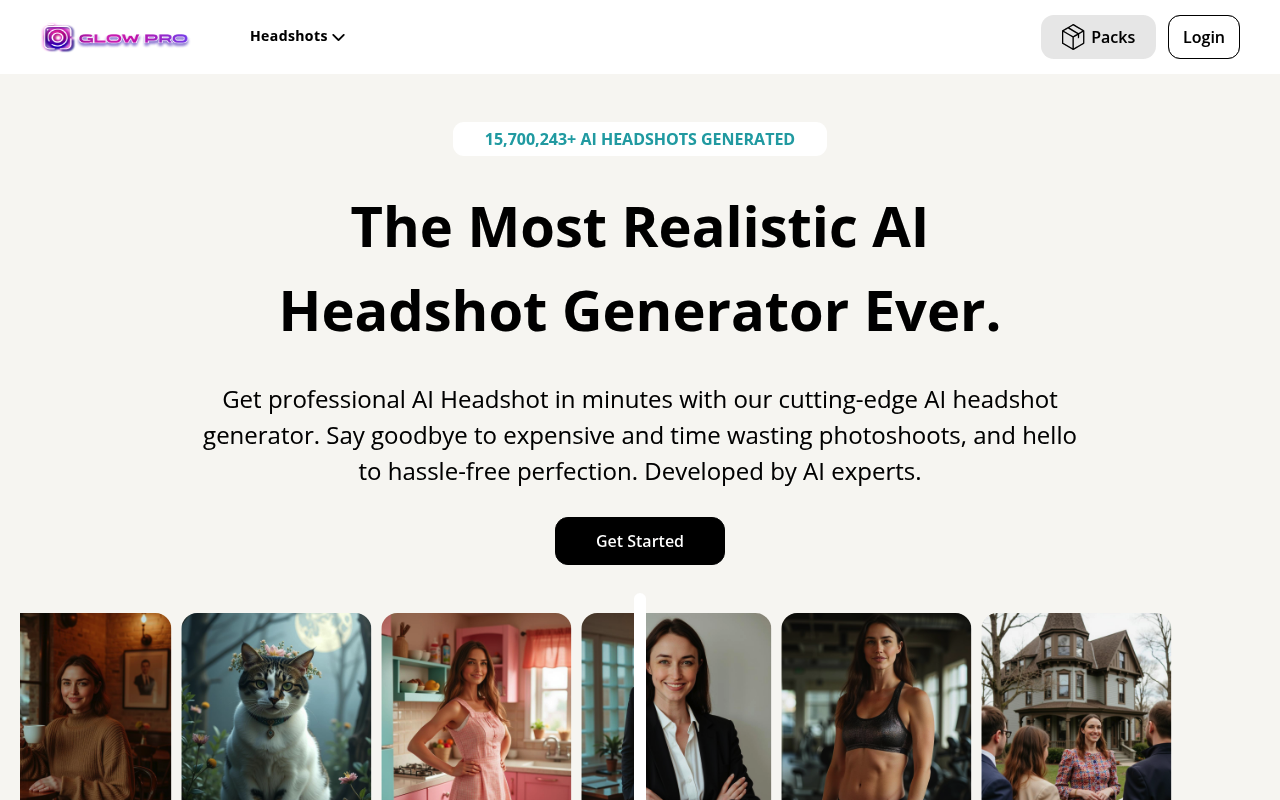 GLOW PRO
Headshots
Packs
Login
15,700,243+ AI HEADSHOTS GENERATED
The Most Realistic AI
Headshot Generator Ever.
Get professional AI Headshot in minutes with our cutting-edge AI headshot
generator. Say goodbye to expensive and time wasting photoshoots, and hello
to hassle-free perfection. Developed by AI experts.
Get Started